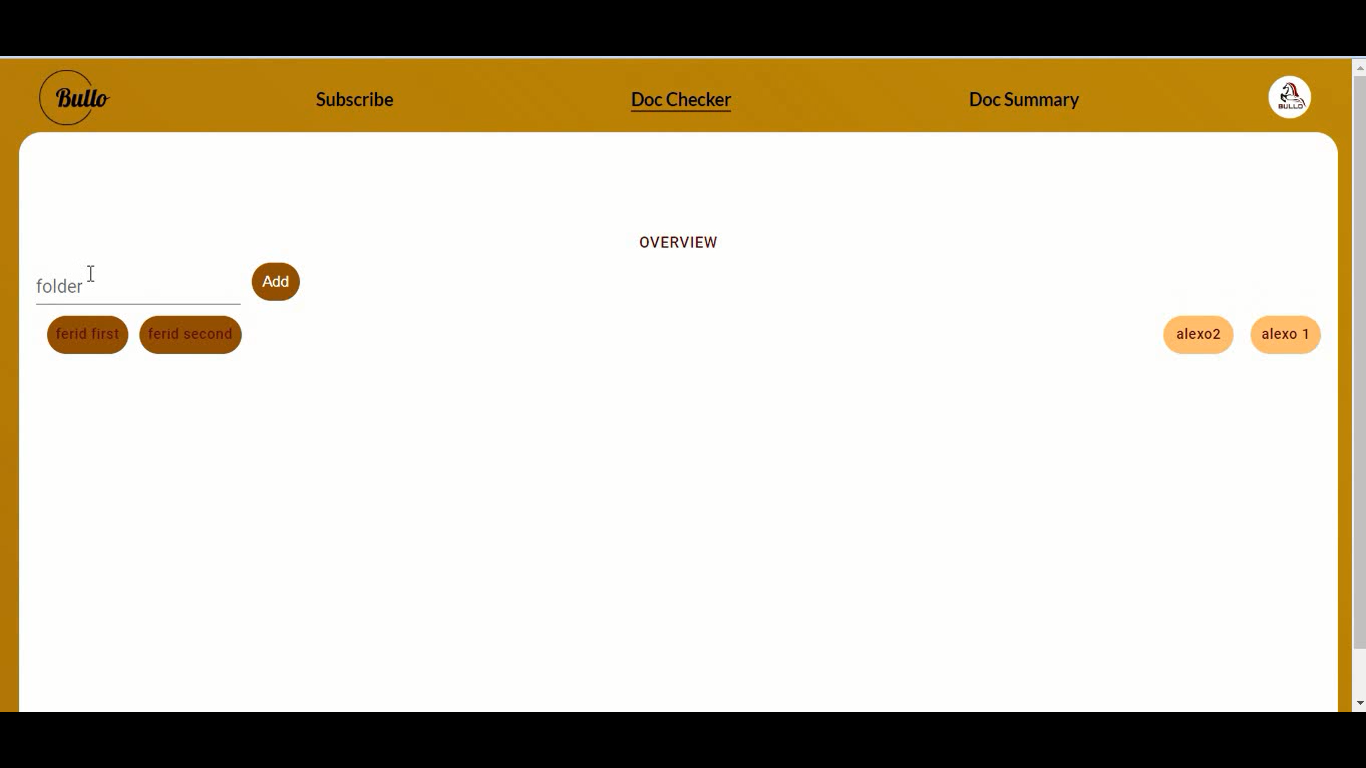 Bullo Subscribe Doc Checker Doc Summary BULLO
OVERVIEW
folder Add
ferid first ferid second alexo2 alexo 1